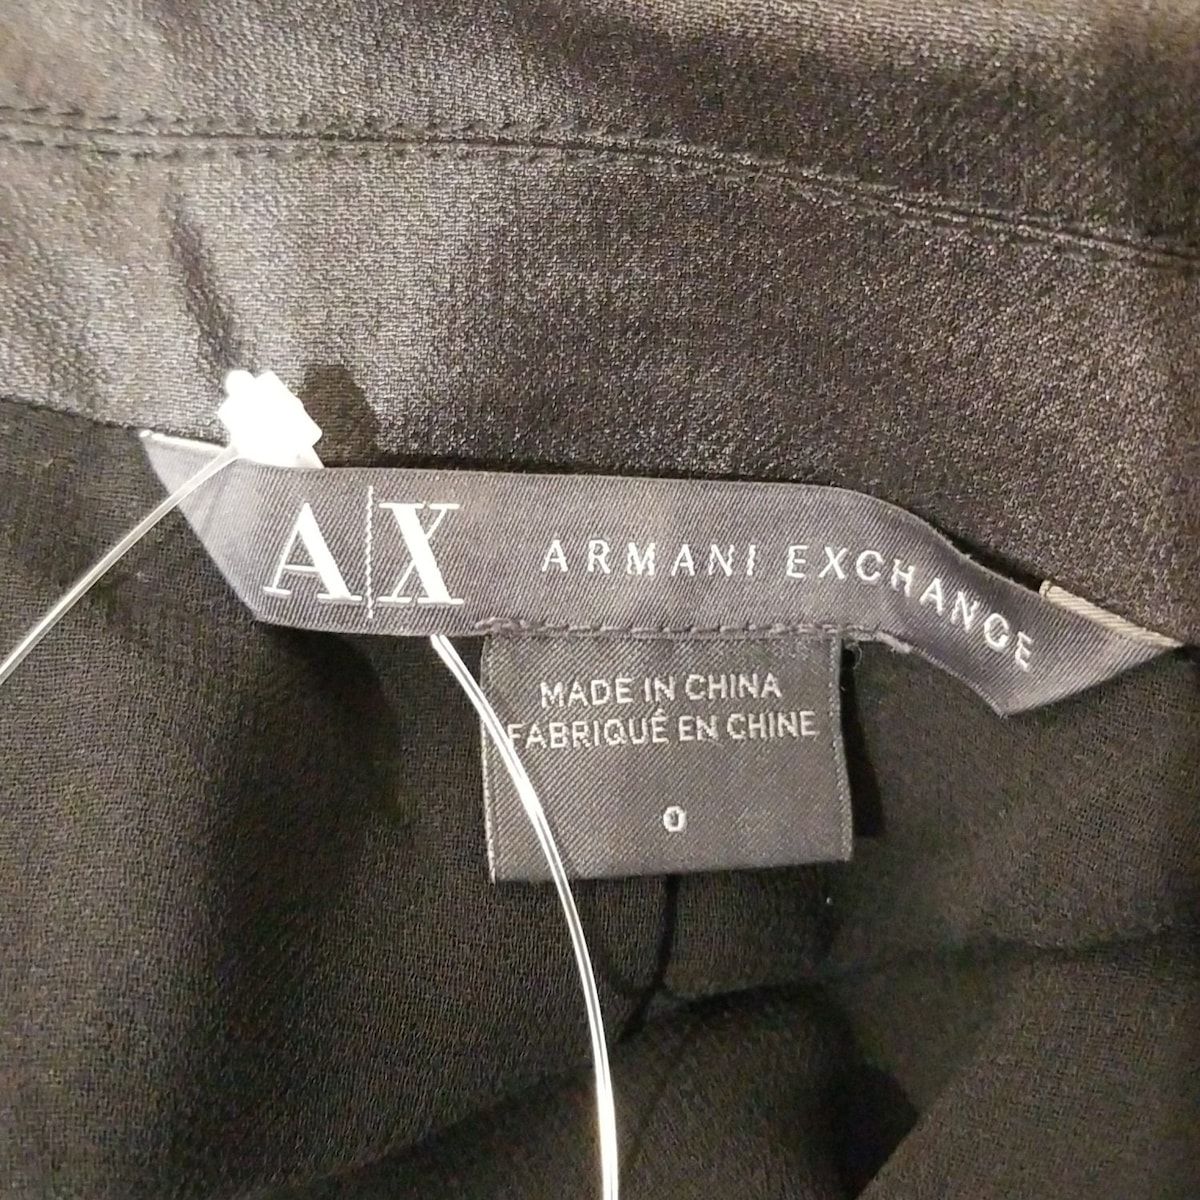 A|X ARMANI EXCHANGE
MADE IN CHINA
FABRIQUÉ EN CHINE
0